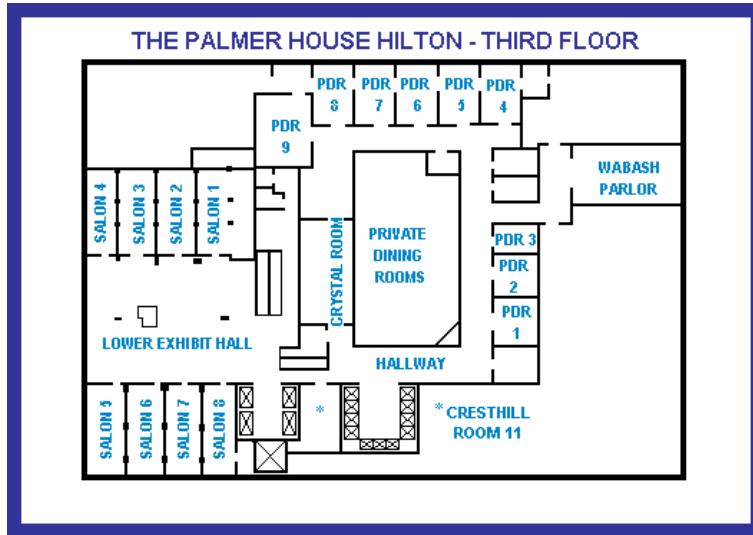 THE PALMER HOUSE HILTON - THIRD FLOOR
PDR
8
PDR
7
PDR
6
PDR
5
PDR
4
PDR
9
WABASH
PARLOR
SALON 4
SALON 3
SALON 2
SALON 1
CRYSTAL ROOM
PRIVATE
DINING
ROOMS
PDR 3
PDR
2
PDR
1
LOWER EXHIBIT HALL
HALLWAY
SALON 5
SALON 6
SALON 7
SALON 8
*
* CRESTHILL
ROOM 11